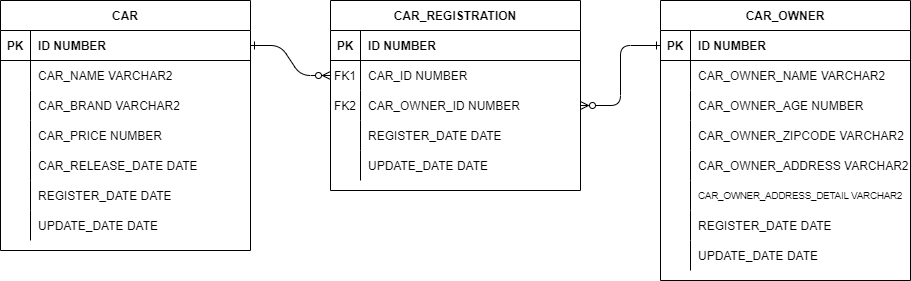 CAR
PK ID NUMBER
CAR_NAME VARCHAR2
CAR_BRAND VARCHAR2
CAR_PRICE NUMBER
CAR_RELEASE_DATE DATE
REGISTER_DATE DATE
UPDATE_DATE DATE
CAR_REGISTRATION
PK ID NUMBER
FK1 CAR_ID NUMBER
FK2 CAR_OWNER_ID NUMBER
REGISTER_DATE DATE
UPDATE_DATE DATE
CAR_OWNER
PK ID NUMBER
CAR_OWNER_NAME VARCHAR2
CAR_OWNER_AGE NUMBER
CAR_OWNER_ZIPCODE VARCHAR2
CAR_OWNER_ADDRESS VARCHAR2
CAR_OWNER_ADDRESS_DETAIL VARCHAR2
REGISTER_DATE DATE
UPDATE_DATE DATE